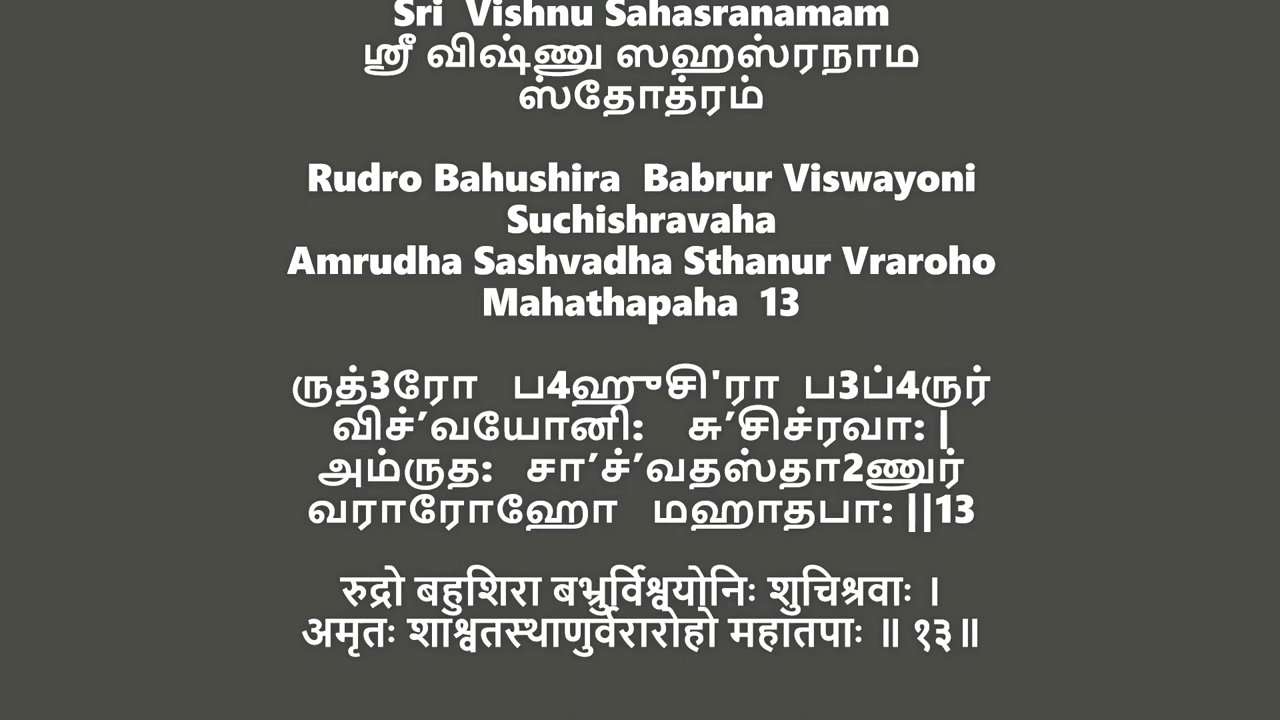 Sri Vishnu Sahasranamam
ஸ்ரீ விஷ்ணு ஸஹஸ்ரநாம
ஸ்தோத்ரம்
Rudro Bahushira Babrur Viswayoni
Suchishravaha
Amrudha Sashvadha Sthanur Vraroho
Mahathapaha 13
ருத்3ரோ ப4ஹுசி'ரா ப3ப்4ருர்
விச்’வயோனி: சு’சிச்ரவா: |
அம்ருத: சா’ச்’வதஸ்தா2ணுர்
வராரோஹோ மஹாதபா: ||13
रुद्रो बहुशिरा बभ्रुर्विश्वयोनिः शुचिश्रवाः ।
अमृतः शाश्वतस्थाणुर्वरारोहो महातपाः ॥ १३॥